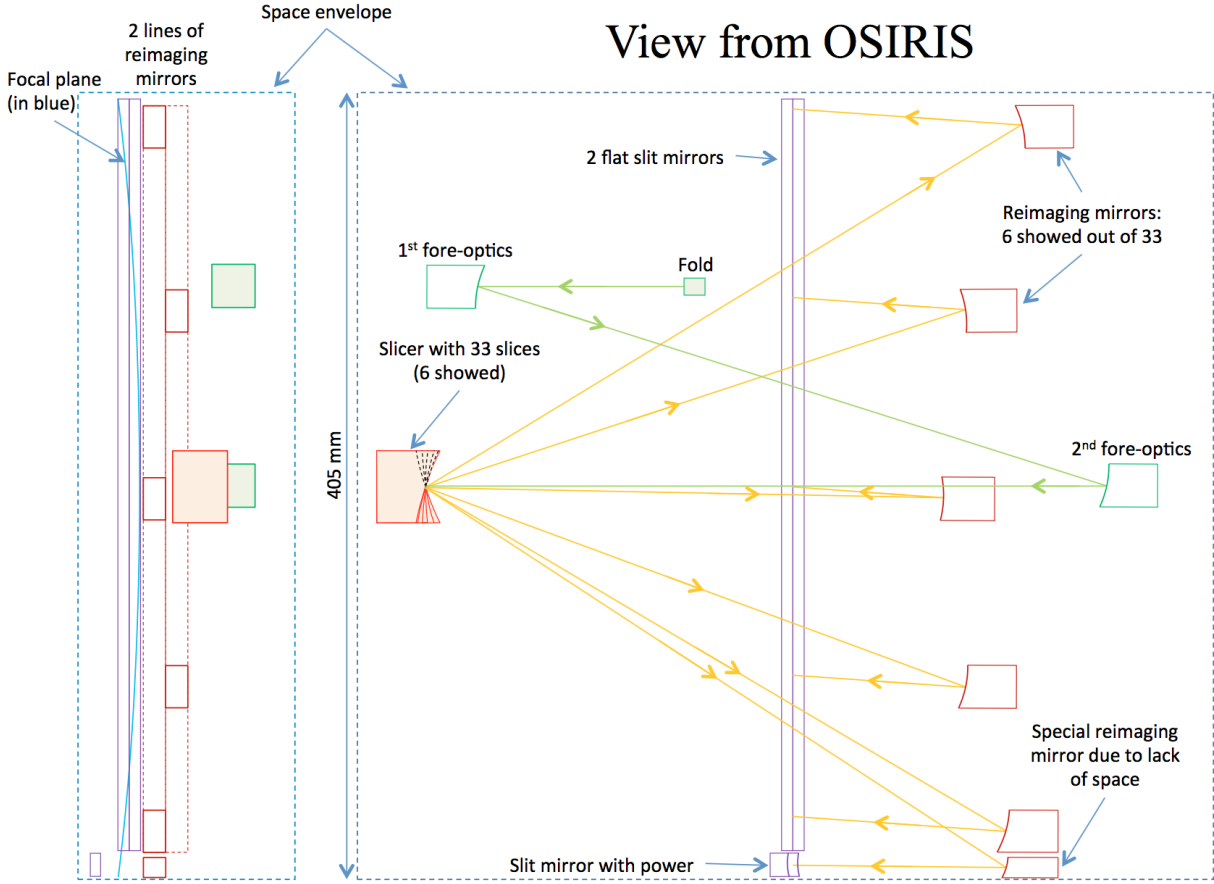 Space envelope
View from OSIRIS
2 lines of
reimaging
mirrors
Focal plane
(in blue)
2 flat slit mirrors
Reimaging mirrors:
6 showed out of 33
1st fore-optics
Fold
Slicer with 33 slices
(6 showed)
2nd fore-optics
405 mm
Special reimaging
mirror due to lack
of space
Slit mirror with power